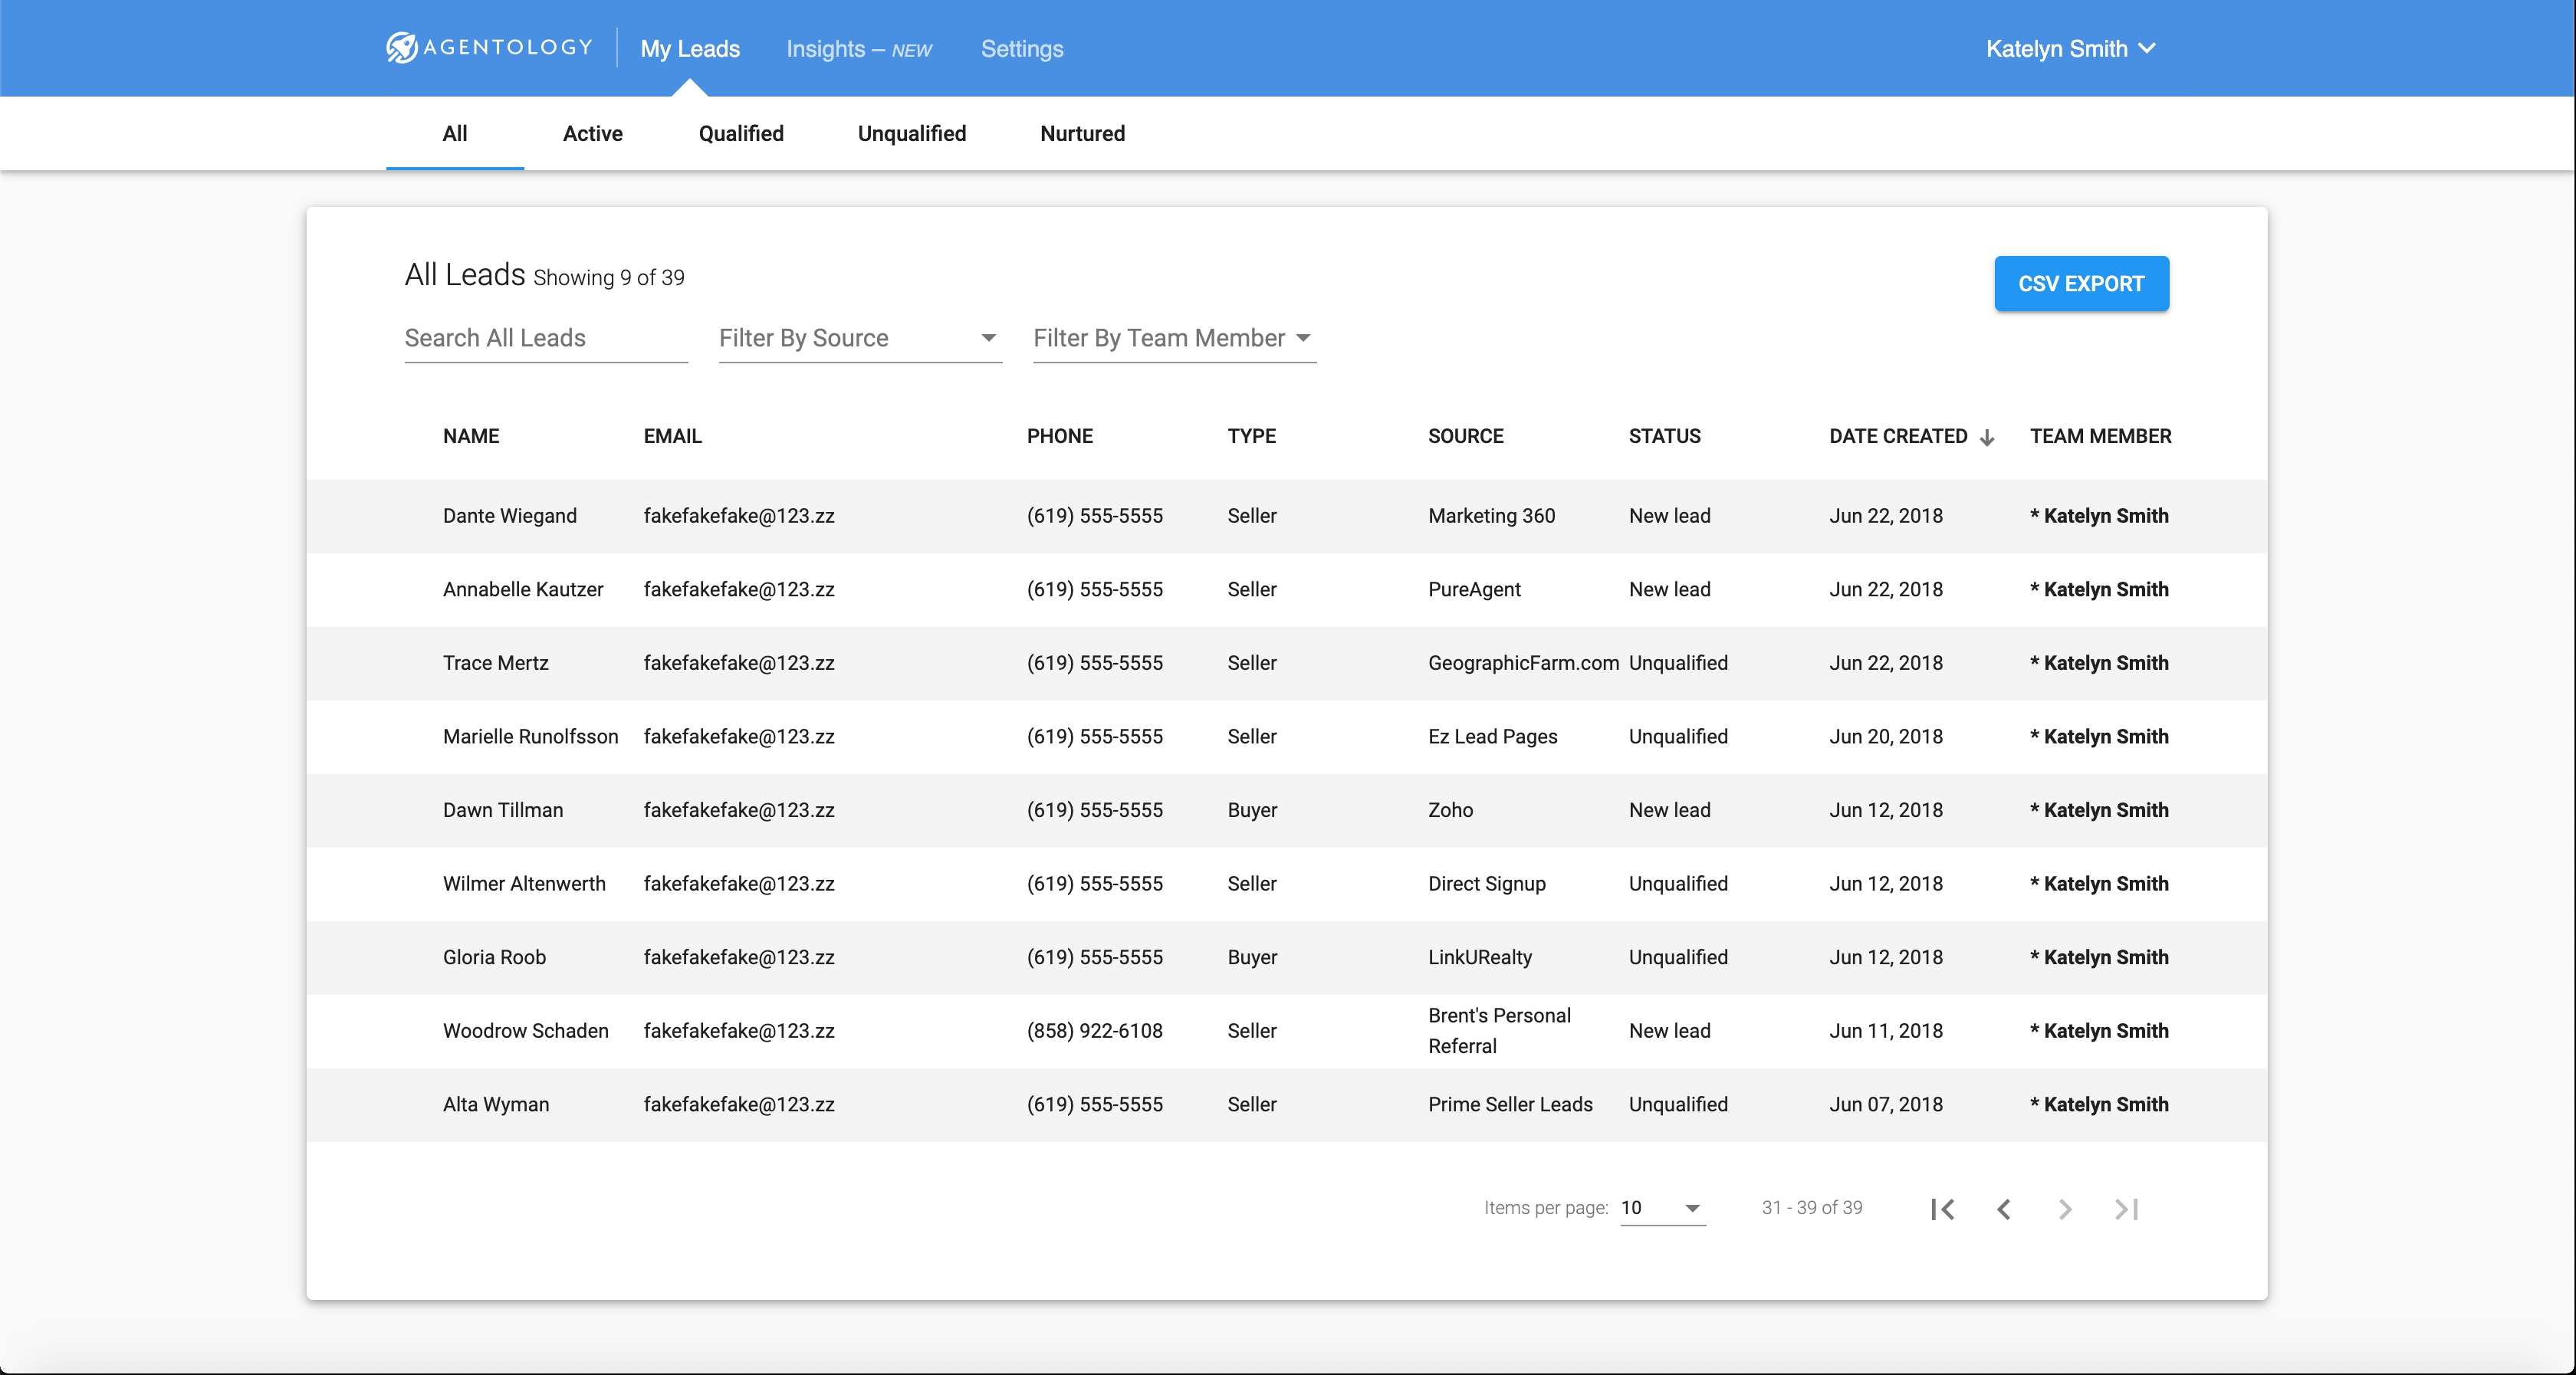 AGENTOLOGY My Leads Insights – NEW Settings Katelyn Smith
All Active Qualified Unqualified Nurtured
All Leads Showing 9 of 39
CSV EXPORT
Search All Leads Filter By Source Filter By Team Member
NAME EMAIL PHONE TYPE SOURCE STATUS DATE CREATED TEAM MEMBER
Dante Wiegand fakefakefake@123.zz (619) 555-5555 Seller Marketing 360 New lead Jun 22, 2018 * Katelyn Smith
Annabelle Kautzer fakefakefake@123.zz (619) 555-5555 Seller PureAgent New lead Jun 22, 2018 * Katelyn Smith
Trace Mertz fakefakefake@123.zz (619) 555-5555 Seller GeographicFarm.com Unqualified Jun 22, 2018 * Katelyn Smith
Marielle Runolfsson fakefakefake@123.zz (619) 555-5555 Seller Ez Lead Pages Unqualified Jun 20, 2018 * Katelyn Smith
Dawn Tillman fakefakefake@123.zz (619) 555-5555 Buyer Zoho New lead Jun 12, 2018 * Katelyn Smith
Wilmer Altenwerth fakefakefake@123.zz (619) 555-5555 Seller Direct Signup Unqualified Jun 12, 2018 * Katelyn Smith
Gloria Roob fakefakefake@123.zz (619) 555-5555 Buyer LinkURealty Unqualified Jun 12, 2018 * Katelyn Smith
Woodrow Schaden fakefakefake@123.zz (858) 922-6108 Seller Brent's Personal
Referral New lead Jun 11, 2018 * Katelyn Smith
Alta Wyman fakefakefake@123.zz (619) 555-5555 Seller Prime Seller Leads Unqualified Jun 07, 2018 * Katelyn Smith
Items per page: 10 31 - 39 of 39